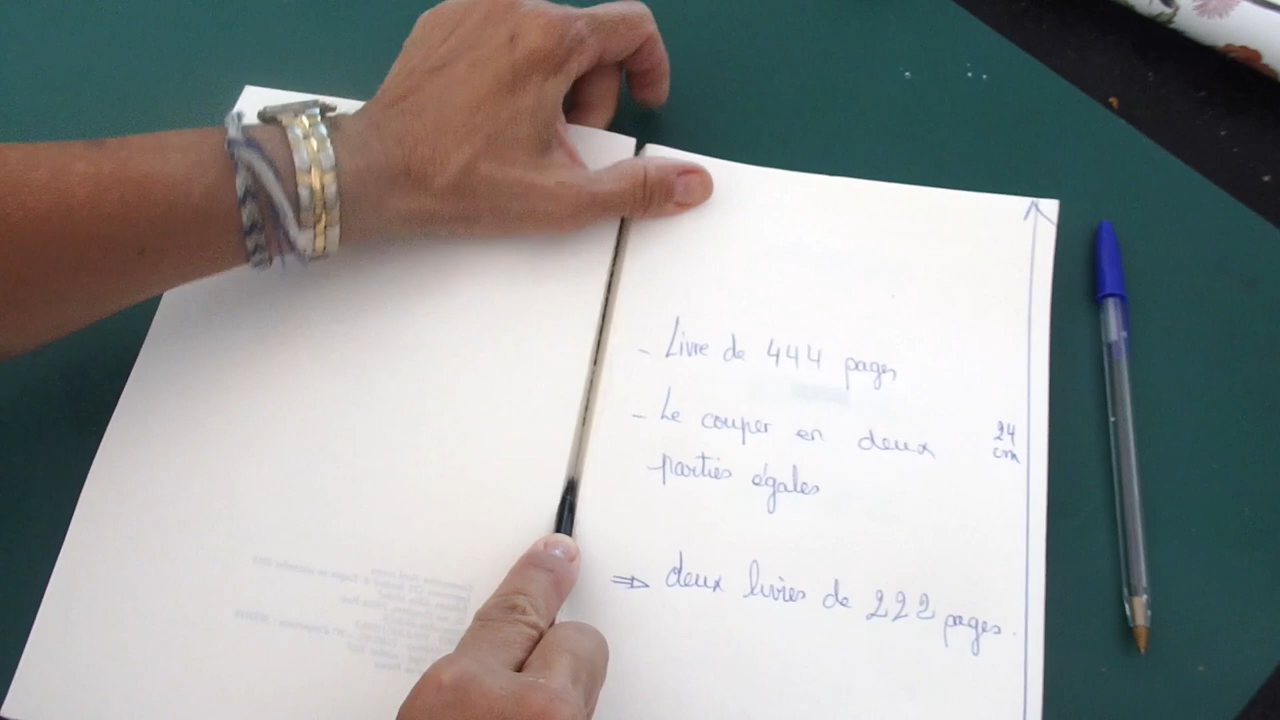 - Livre de 444 pages
- Le couper en deux
parties égales
24
cm
⇒ deux livres de 222 pages.